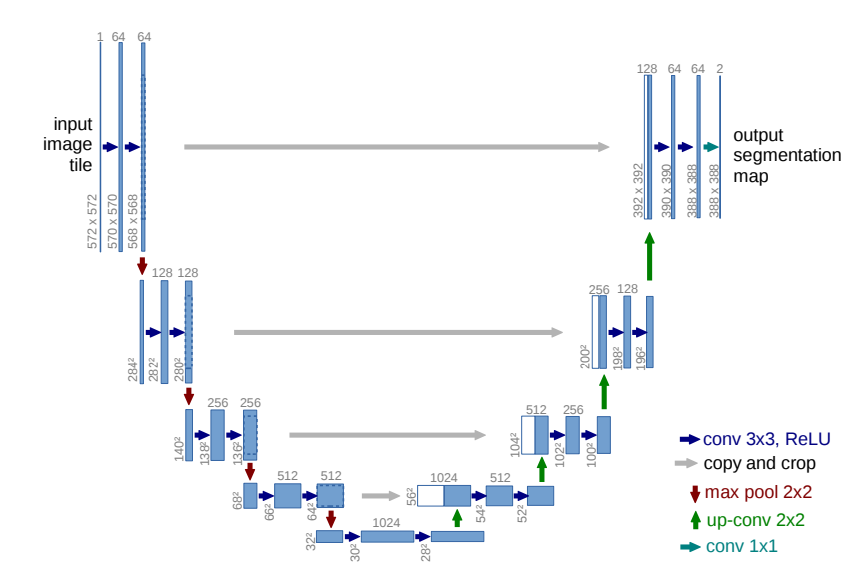 1 64 64
input
image
tile
572 x 572
570 x 570
568 x 568
128 64 64 2
output
segmentation
map
392 x 392
390 x 390
388 x 388
388 x 388
128 128
284²
282²
280²
256 128
200²
198²
196²
256 256
140²
138²
136²
512 256
104²
102²
100²
512 512
68²
66²
64²
1024 512
56²
54²
52²
1024
32²
30²
28²
conv 3x3, ReLU
copy and crop
max pool 2x2
up-conv 2x2
conv 1x1